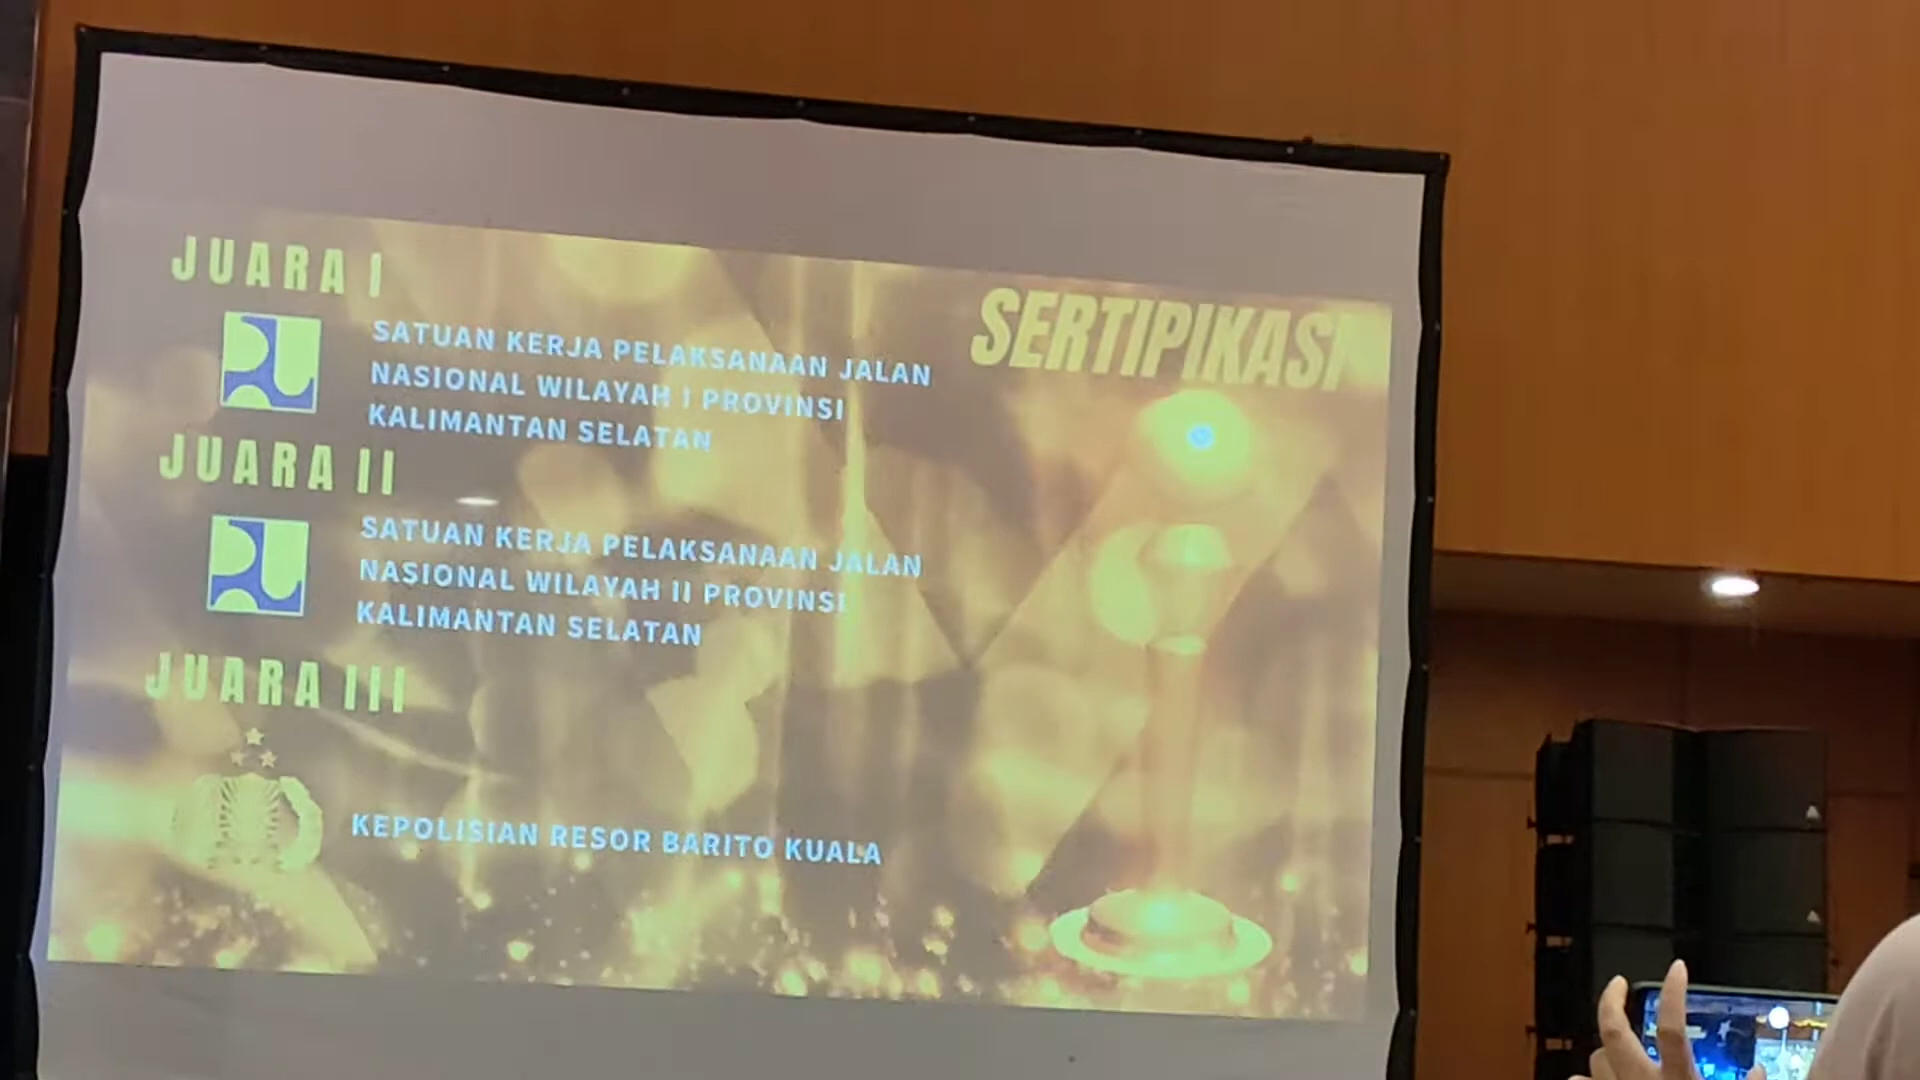 JUARA I
SERTIPIKASI
SATUAN KERJA PELAKSANAAN JALAN
NASIONAL WILAYAH I PROVINSI
KALIMANTAN SELATAN
JUARA II
SATUAN KERJA PELAKSANAAN JALAN
NASIONAL WILAYAH II PROVINSI
KALIMANTAN SELATAN
JUARA III
KEPOLISIAN RESOR BARITO KUALA